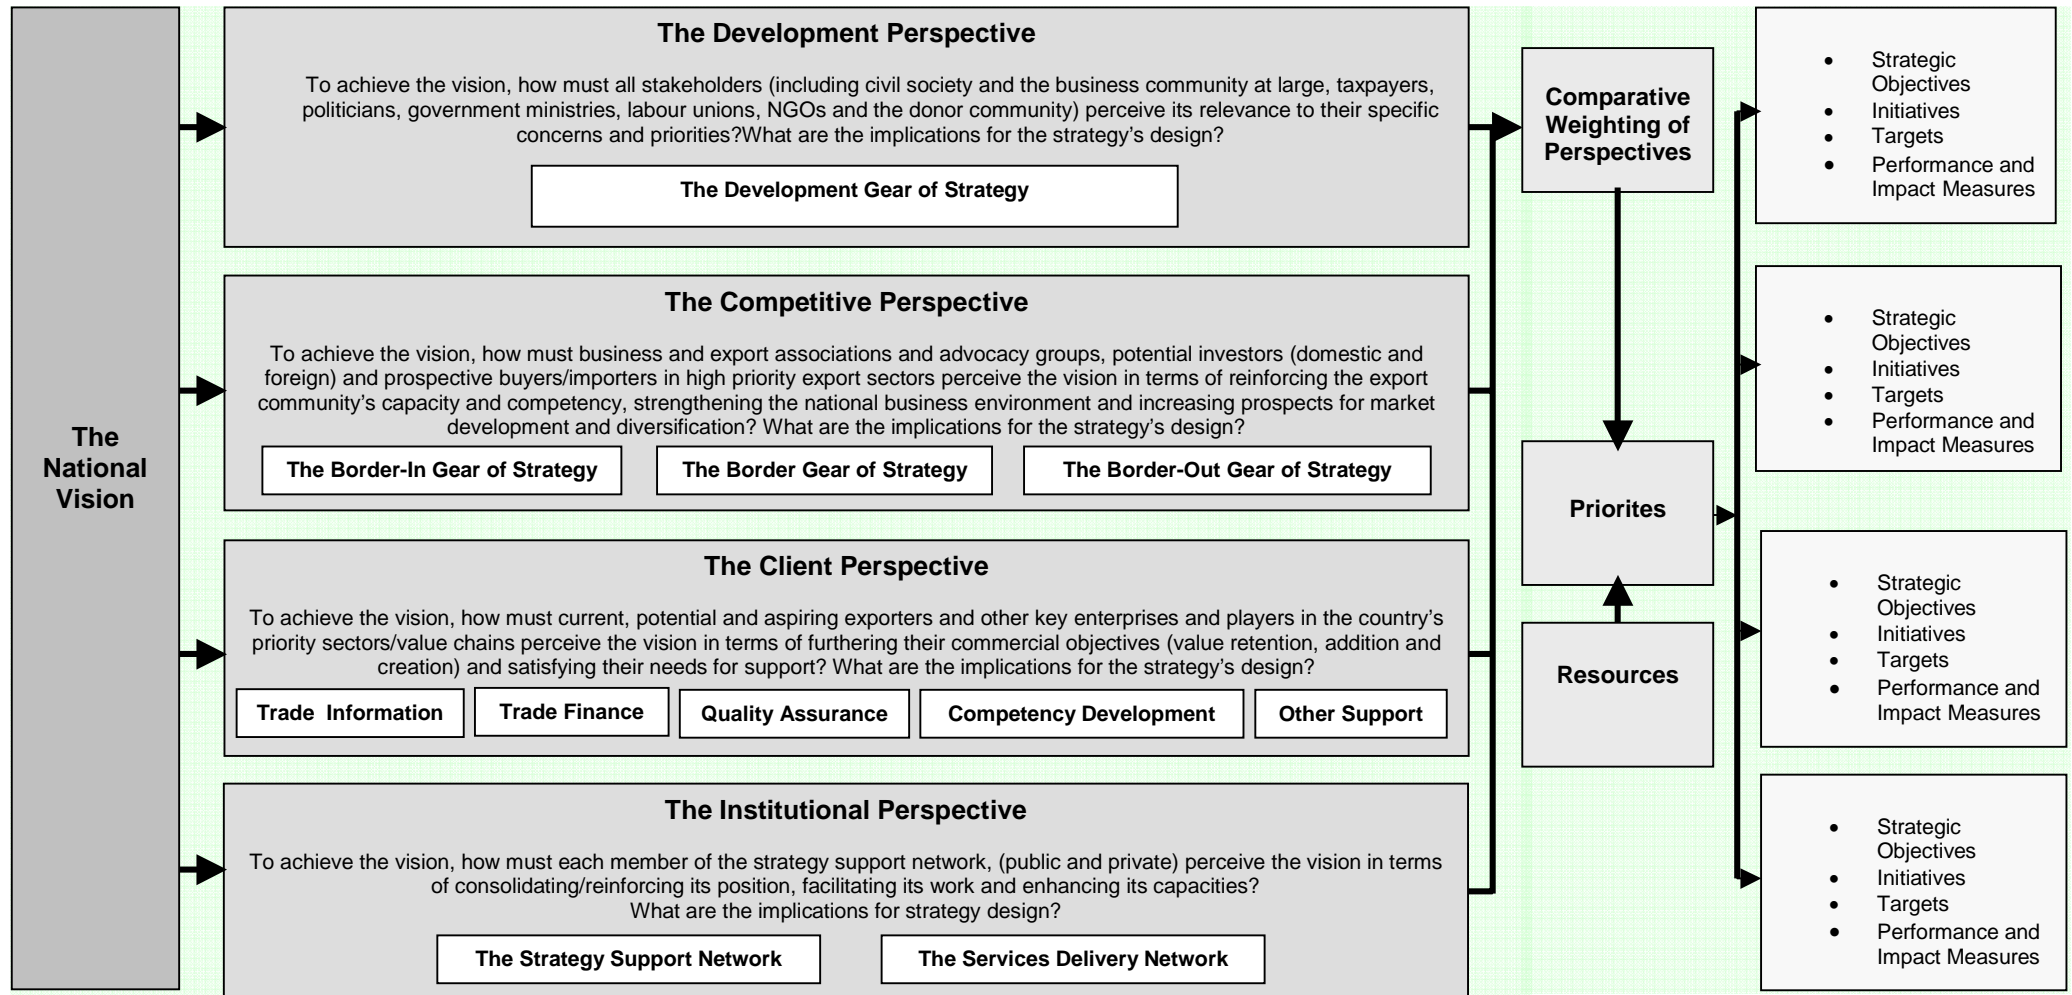 The
National
Vision
The Development Perspective
To achieve the vision, how must all stakeholders (including civil society and the business community at large, taxpayers,
politicians, government ministries, labour unions, NGOs and the donor community) perceive its relevance to their specific
concerns and priorities?What are the implications for the strategy's design?
The Development Gear of Strategy
The Competitive Perspective
To achieve the vision, how must business and export associations and advocacy groups, potential investors (domestic and
foreign) and prospective buyers/importers in high priority export sectors perceive the vision in terms of reinforcing the export
community's capacity and competency, strengthening the national business environment and increasing prospects for market
development and diversification? What are the implications for the strategy's design?
The Border-In Gear of Strategy
The Border Gear of Strategy
The Border-Out Gear of Strategy
The Client Perspective
To achieve the vision, how must current, potential and aspiring exporters and other key enterprises and players in the country's
priority sectors/value chains perceive the vision in terms of furthering their commercial objectives (value retention, addition and
creation) and satisfying their needs for support? What are the implications for the strategy's design?
Trade Information
Trade Finance
Quality Assurance
Competency Development
Other Support
The Institutional Perspective
To achieve the vision, how must each member of the strategy support network, (public and private) perceive the vision in terms
of consolidating/reinforcing its position, facilitating its work and enhancing its capacities?
What are the implications for strategy design?
The Strategy Support Network
The Services Delivery Network
Comparative
Weighting of
Perspectives
Priorites
Resources
• Strategic
Objectives
• Initiatives
• Targets
• Performance and
Impact Measures
• Strategic
Objectives
• Initiatives
• Targets
• Performance and
Impact Measures
• Strategic
Objectives
• Initiatives
• Targets
• Performance and
Impact Measures
• Strategic
Objectives
• Initiatives
• Targets
• Performance and
Impact Measures